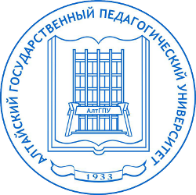 АЛТАЙСКИЙ ГОСУДАРСТВЕННЫЙ ПЕДАГОГИЧЕСКИЙ УНИВЕРСИТЕТ
АлтГПУ
1933